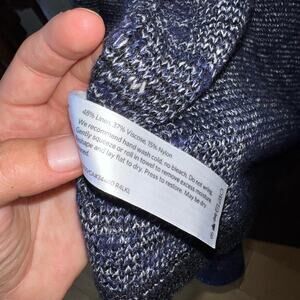 48% Linen, 37% Viscose, 15% Nylon
We recommend hand wash cold, no bleach. Do not wring.
Gently squeeze or roll in towel to remove excess moisture
reshape and lay flat to dry. Press to restore. May be dry
R4LKL